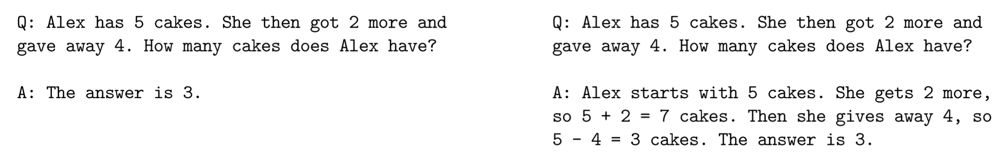 Q: Alex has 5 cakes. She then got 2 more and
gave away 4. How many cakes does Alex have?
A: The answer is 3.
Q: Alex has 5 cakes. She then got 2 more and
gave away 4. How many cakes does Alex have?
A: Alex starts with 5 cakes. She gets 2 more,
so 5 + 2 = 7 cakes. Then she gives away 4, so
5 - 4 = 3 cakes. The answer is 3.